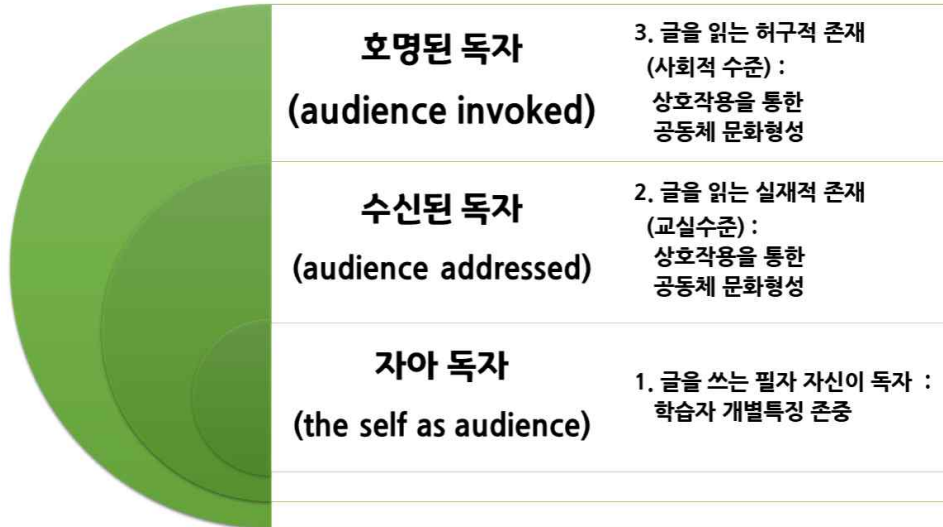 호명된 독자
(audience invoked)
3. 글을 읽는 허구적 존재
(사회적 수준) :
상호작용을 통한
공동체 문화형성
수신된 독자
(audience addressed)
2. 글을 읽는 실재적 존재
(교실수준) :
상호작용을 통한
공동체 문화형성
자아 독자
(the self as audience)
1. 글을 쓰는 필자 자신이 독자 :
학습자 개별특징 존중